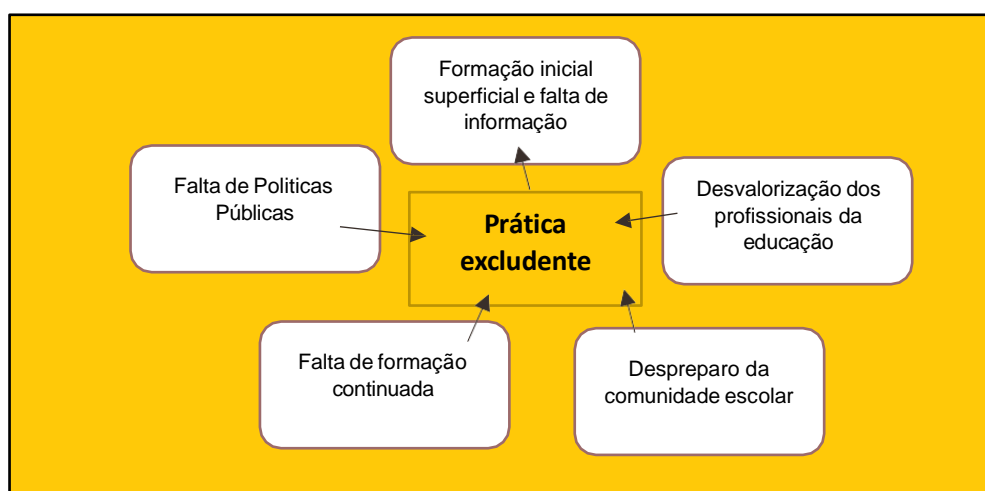 Formação inicial
superficial e falta de
informação
Falta de Politicas
Públicas
Prática
excludente
Desvalorização dos
profissionais da
educação
Falta de formação
continuada
Despreparo da
comunidade escolar